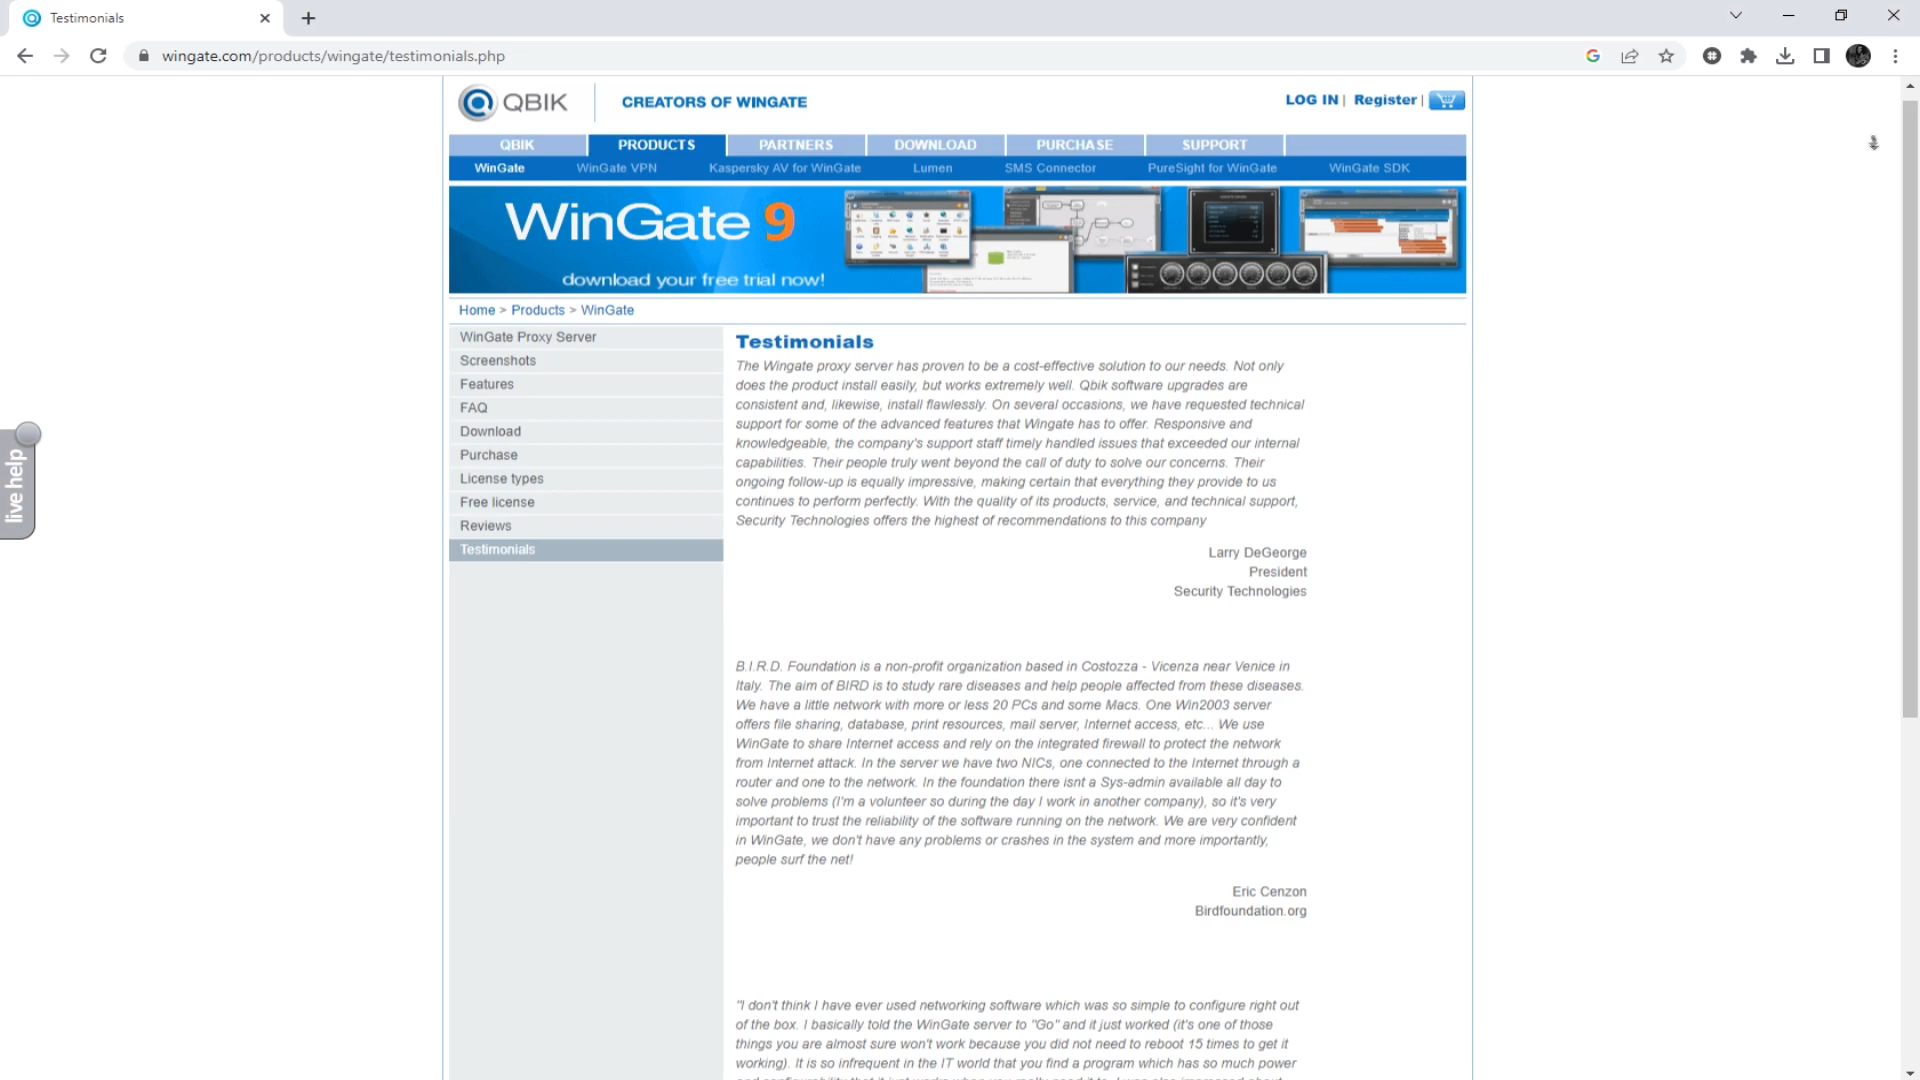 Testimonials
wingate.com/products/wingate/testimonials.php
QBIK
CREATORS OF WINGATE
LOG IN | Register |
QBIK PRODUCTS PARTNERS DOWNLOAD PURCHASE SUPPORT
WinGate WinGate VPN Kaspersky AV for WinGate Lumen SMS Connector PureSight for WinGate WinGate SDK
WinGate 9
download your free trial now!
Home > Products > WinGate
WinGate Proxy Server
Screenshots
Features
FAQ
Download
Purchase
License types
Free license
Reviews
Testimonials
live help
Testimonials
The Wingate proxy server has proven to be a cost-effective solution to our needs. Not only
does the product install easily, but works extremely well. Qbik software upgrades are
consistent and, likewise, install flawlessly. On several occasions, we have requested technical
support for some of the advanced features that Wingate has to offer. Responsive and
knowledgeable, the company's support staff timely handled issues that exceeded our internal
capabilities. Their people truly went beyond the call of duty to solve our concerns. Their
ongoing follow-up is equally impressive, making certain that everything they provide to us
continues to perform perfectly. With the quality of its products, service, and technical support,
Security Technologies offers the highest of recommendations to this company
Larry DeGeorge
President
Security Technologies
B.I.R.D. Foundation is a non-profit organization based in Costozza - Vicenza near Venice in
Italy. The aim of BIRD is to study rare diseases and help people affected from these diseases.
We have a little network with more or less 20 PCs and some Macs. One Win2003 server
offers file sharing, database, print resources, mail server, Internet access, etc... We use
WinGate to share Internet access and rely on the integrated firewall to protect the network
from Internet attack. In the server we have two NICs, one connected to the Internet through a
router and one to the network. In the foundation there isnt a Sys-admin available all day to
solve problems (I'm a volunteer so during the day I work in another company), so it's very
important to trust the reliability of the software running on the network. We are very confident
in WinGate, we don't have any problems or crashes in the system and more importantly,
people surf the net!
Eric Cenzon
Birdfoundation.org
"I don't think I have ever used networking software which was so simple to configure right out
of the box. I basically told the WinGate server to "Go" and it just worked (it's one of those
things you are almost sure won't work because you did not need to reboot 15 times to get it
working). It is so infrequent in the IT world that you find a program which has so much power